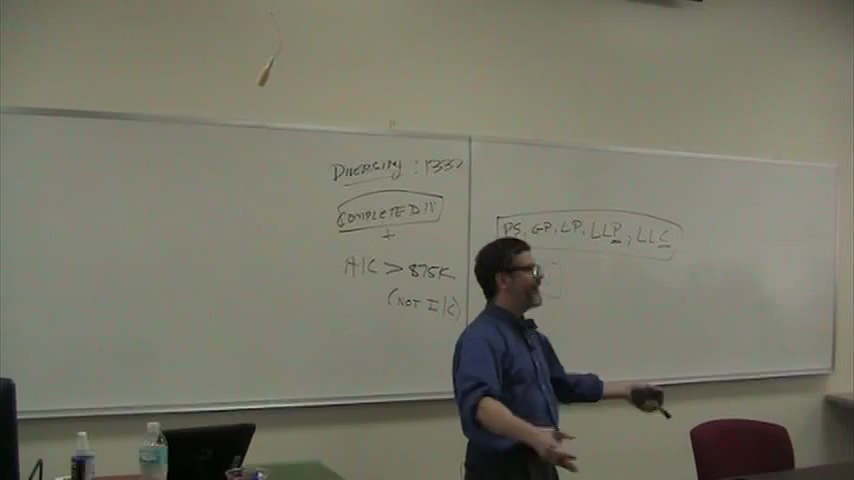 DIVERSITY : 1332
COMPLETE DIV
+
A/C > $75K
(NOT I/C)
PS, GP, LP, LLP, LLC